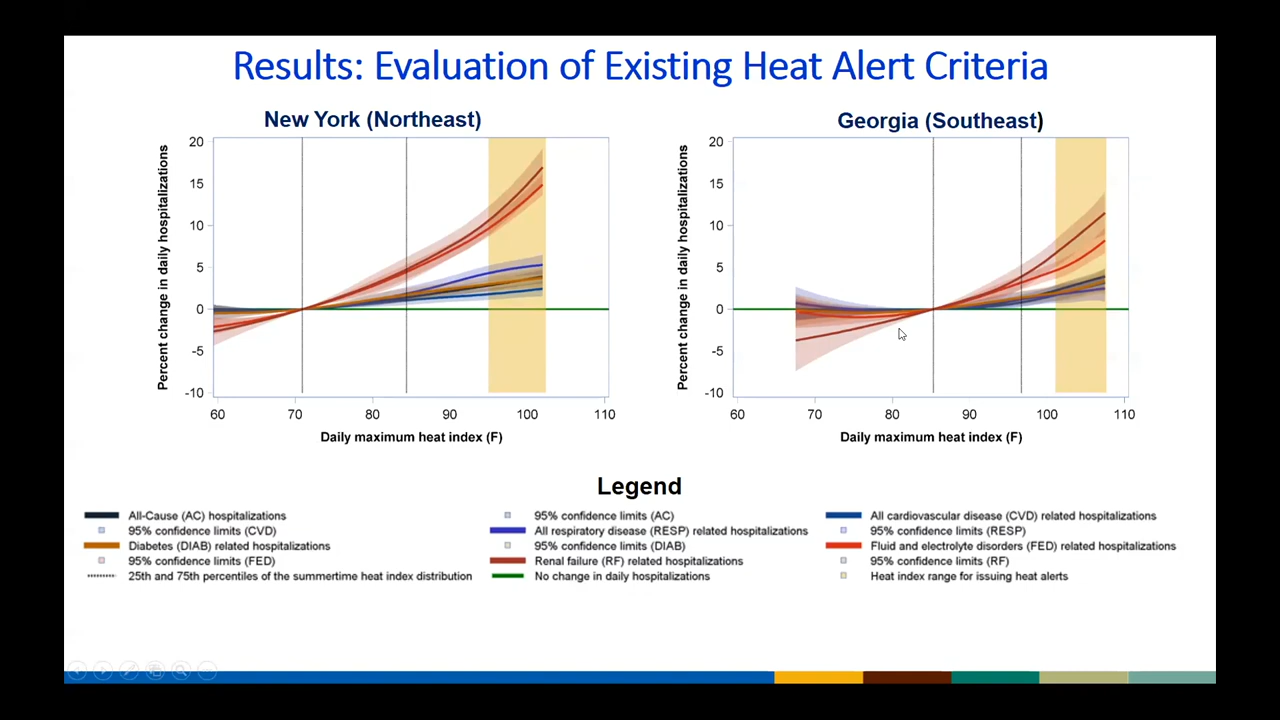 Results: Evaluation of Existing Heat Alert Criteria
New York (Northeast)
Percent change in daily hospitalizations
20
15
10
5
0
-5
-10
60 70 80 90 100 110
Daily maximum heat index (F)
Georgia (Southeast)
Percent change in daily hospitalizations
20
15
10
5
0
-5
-10
60 70 80 90 100 110
Daily maximum heat index (F)
Legend
All-Cause (AC) hospitalizations
95% confidence limits (AC)
All cardiovascular disease (CVD) related hospitalizations
95% confidence limits (CVD)
All respiratory disease (RESP) related hospitalizations
95% confidence limits (RESP)
Diabetes (DIAB) related hospitalizations
95% confidence limits (DIAB)
Fluid and electrolyte disorders (FED) related hospitalizations
95% confidence limits (FED)
Renal failure (RF) related hospitalizations
95% confidence limits (RF)
25th and 75th percentiles of the summertime heat index distribution
No change in daily hospitalizations
Heat index range for issuing heat alerts